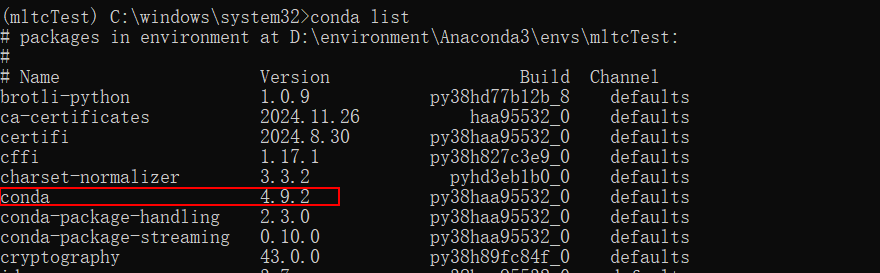 (mltcTest) C:\windows\system32>conda list
# packages in environment at D:\environment\Anaconda3\envs\mltcTest:
#
# Name Version Build Channel
brotli-python 1.0.9 py38hd77b12b_8 defaults
ca-certificates 2024.11.26 haa95532_0 defaults
certifi 2024.8.30 py38haa95532_0 defaults
cffi 1.17.1 py38h827c3e9_0 defaults
charset-normalizer 3.3.2 pyhd3eb1b0_0 defaults
conda 4.9.2 py38haa95532_0 defaults
conda-package-handling 2.3.0 py38haa95532_0 defaults
conda-package-streaming 0.10.0 py38haa95532_0 defaults
cryptography 43.0.0 py38h89fc84f_0 defaults